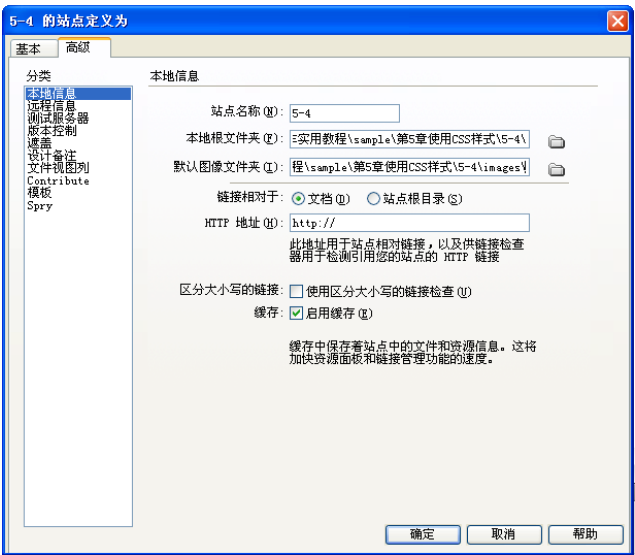 5-4 的站点定义为
基本 高级
分类
本地信息
远程信息
测试服务器
版本控制
遮盖
设计备注
文件视图列
Contribute
模板
Spry
本地信息
站点名称(N): 5-4
本地根文件夹(F): 实用教程\sample\第5章使用CSS样式\5-4\
默认图像文件夹(I): 程\sample\第5章使用CSS样式\5-4\images\
链接相对于: 文档(D) 站点根目录(S)
HTTP 地址(H): http://
此地址用于站点相对链接，以及供链接检查
器用于检测引用您的站点的 HTTP 链接
区分大小写的链接: 使用区分大小写的链接检查(U)
缓存: 启用缓存(E)
缓存中保存着站点中的文件和资源信息。这将
加快资源面板和链接管理功能的速度。
确定 取消 帮助